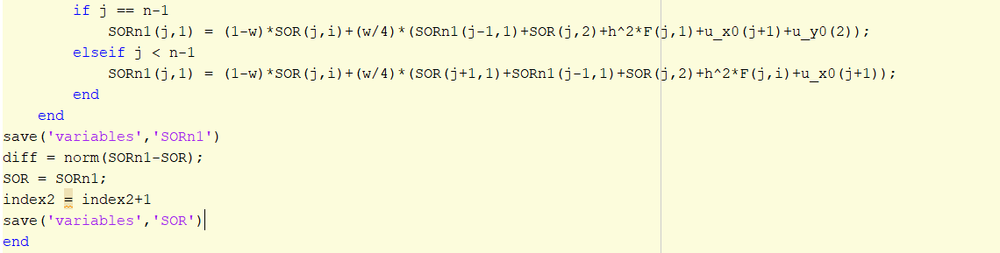 if j == n-1
SORn1(j,1) = (1-w)*SOR(j,i)+(w/4)*(SORn1(j-1,1)+SOR(j,2)+h^2*F(j,1)+u_x0(j+1)+u_y0(2));
elseif j < n-1
SORn1(j,1) = (1-w)*SOR(j,i)+(w/4)*(SOR(j+1,1)+SORn1(j-1,1)+SOR(j,2)+h^2*F(j,i)+u_x0(j+1));
end
end
save('variables','SORn1')
diff = norm(SORn1-SOR);
SOR = SORn1;
index2 = index2+1
save('variables','SOR')
end